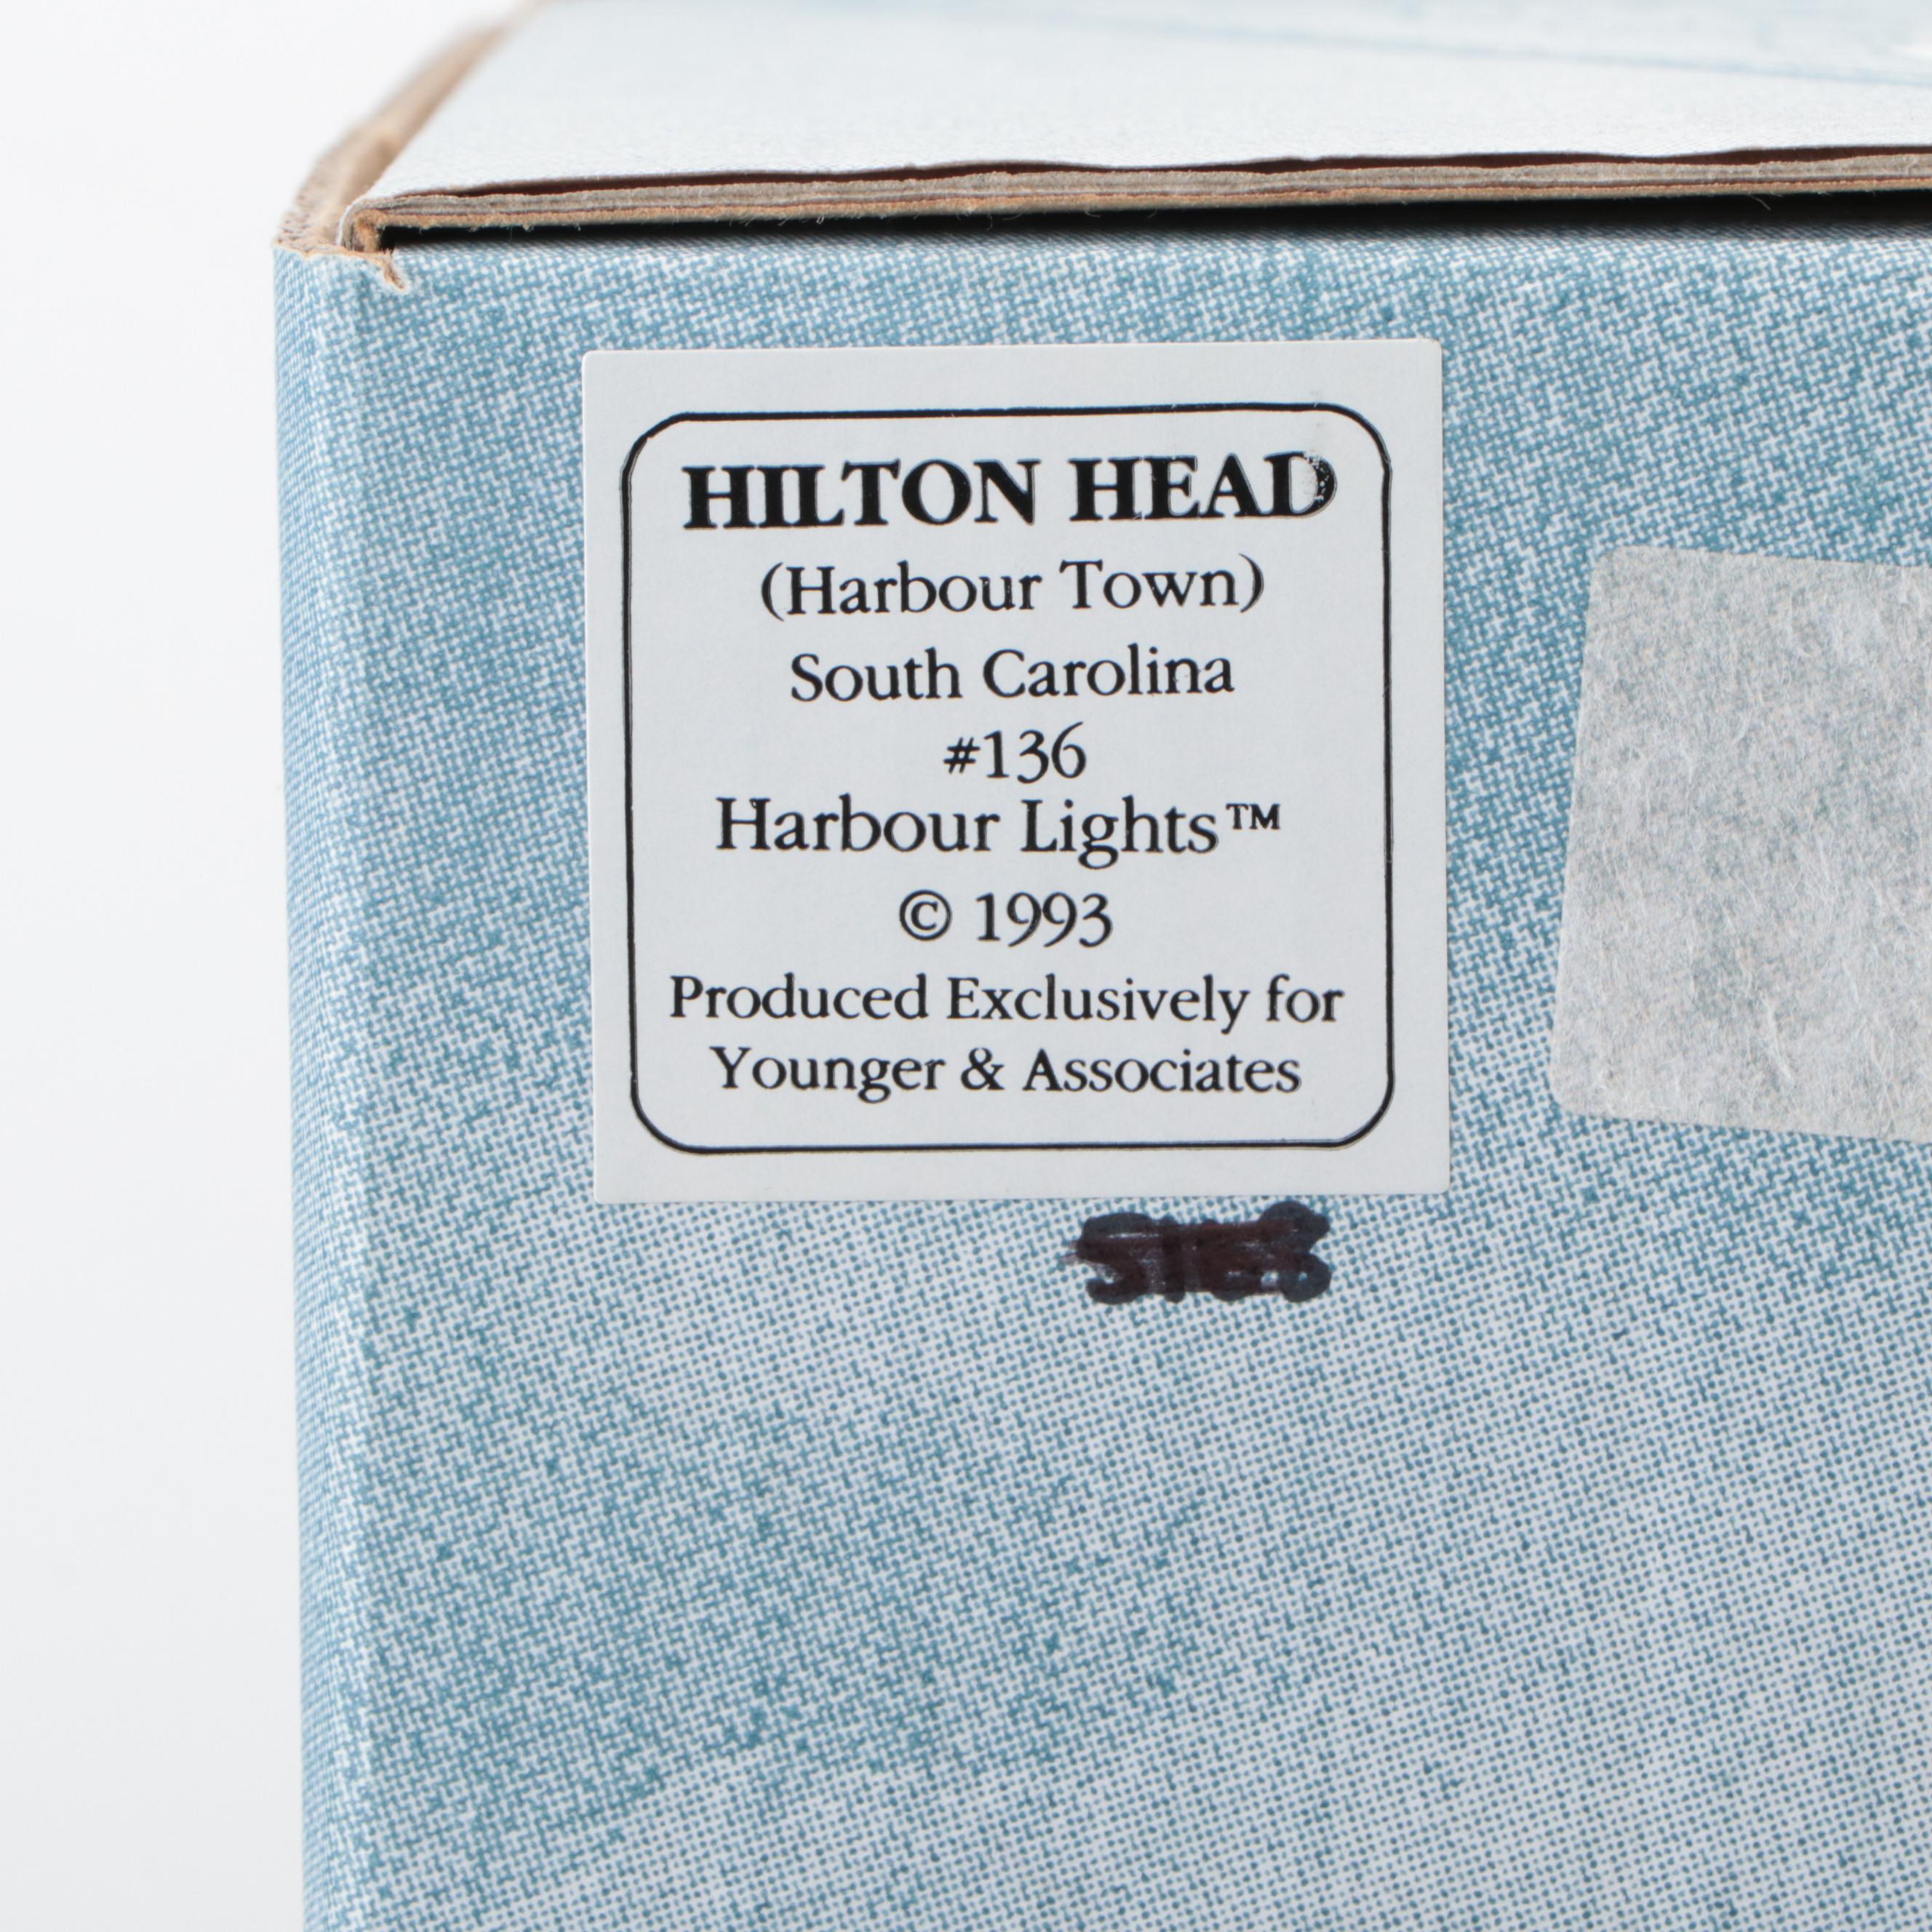 HILTON HEAD
(Harbour Town)
South Carolina
#136
Harbour Lights™
© 1993
Produced Exclusively for
Younger & Associates